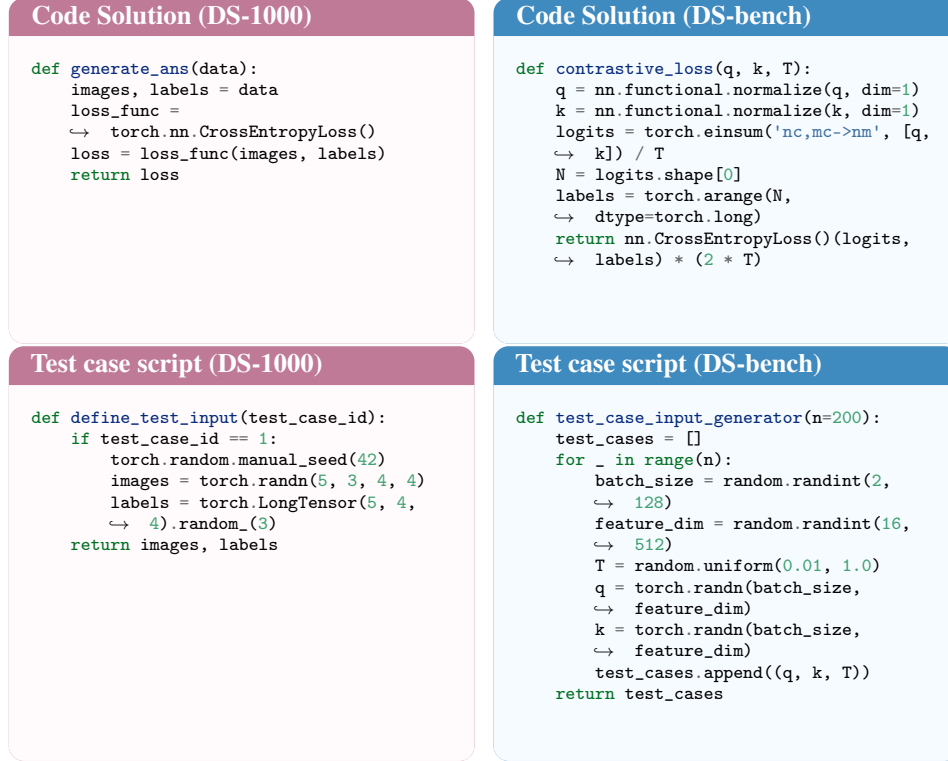 Code Solution (DS-1000)
def generate_ans(data):
    images, labels = data
    loss_func =
    ↪  torch.nn.CrossEntropyLoss()
    loss = loss_func(images, labels)
    return loss
Code Solution (DS-bench)
def contrastive_loss(q, k, T):
    q = nn.functional.normalize(q, dim=1)
    k = nn.functional.normalize(k, dim=1)
    logits = torch.einsum('nc,mc->nm', [q,
    ↪  k]) / T
    N = logits.shape[0]
    labels = torch.arange(N,
    ↪  dtype=torch.long)
    return nn.CrossEntropyLoss()(logits,
    ↪  labels) * (2 * T)
Test case script (DS-1000)
def define_test_input(test_case_id):
    if test_case_id == 1:
        torch.random.manual_seed(42)
        images = torch.randn(5, 3, 4, 4)
        labels = torch.LongTensor(5, 4,
        ↪  4).random_(3)
    return images, labels
Test case script (DS-bench)
def test_case_input_generator(n=200):
    test_cases = []
    for _ in range(n):
        batch_size = random.randint(2,
        ↪  128)
        feature_dim = random.randint(16,
        ↪  512)
        T = random.uniform(0.01, 1.0)
        q = torch.randn(batch_size,
        ↪  feature_dim)
        k = torch.randn(batch_size,
        ↪  feature_dim)
        test_cases.append((q, k, T))
    return test_cases